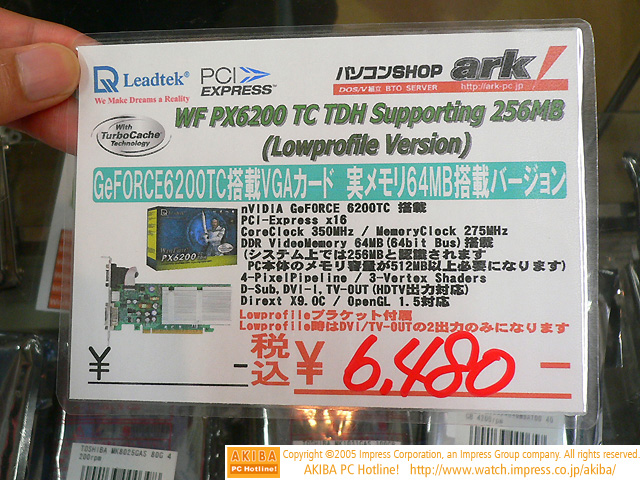 Leadtek®
We Make Dreams a Reality
PCI EXPRESS™
パソコンSHOP ark!
DOS/V組立 BTO SERVER http://ark-pc.jp/
With TurboCache™ Technology
WF PX6200 TC TDH Supporting 256MB
(Lowprofile Version)
GeFORCE6200TC搭載VGAカード 実メモリ64MB搭載バージョン
nVIDIA GeFORCE 6200TC 搭載
PCI-Express x16
CoreClock 350MHz / MemoryClock 275MHz
DDR VideoMemory 64MB(64bit Bus)搭載
(システム上では256MBと認識されます
PC本体のメモリ容量が512MB以上必要になります)
4-PixelPipeline / 3-Vertex Shaders
D-Sub,DVI-I,TV-OUT(HDTV出力対応)
Dirext X9.0C / OpenGL 1.5対応
Lowprofileブラケット付属
Lowprofile時はDVI/TV-OUTの2出力のみになります
Leadtek
WinFast
PX6200
¥ -
税込 ¥ 6,480 -
TOSHIBA MK8025GAS 80G 4
200rpm
AKIBA PC Hotline!
Copyright ©2005 Impress Corporation, an Impress Group company. All rights reserved.
AKIBA PC Hotline! http://www.watch.impress.co.jp/akiba/